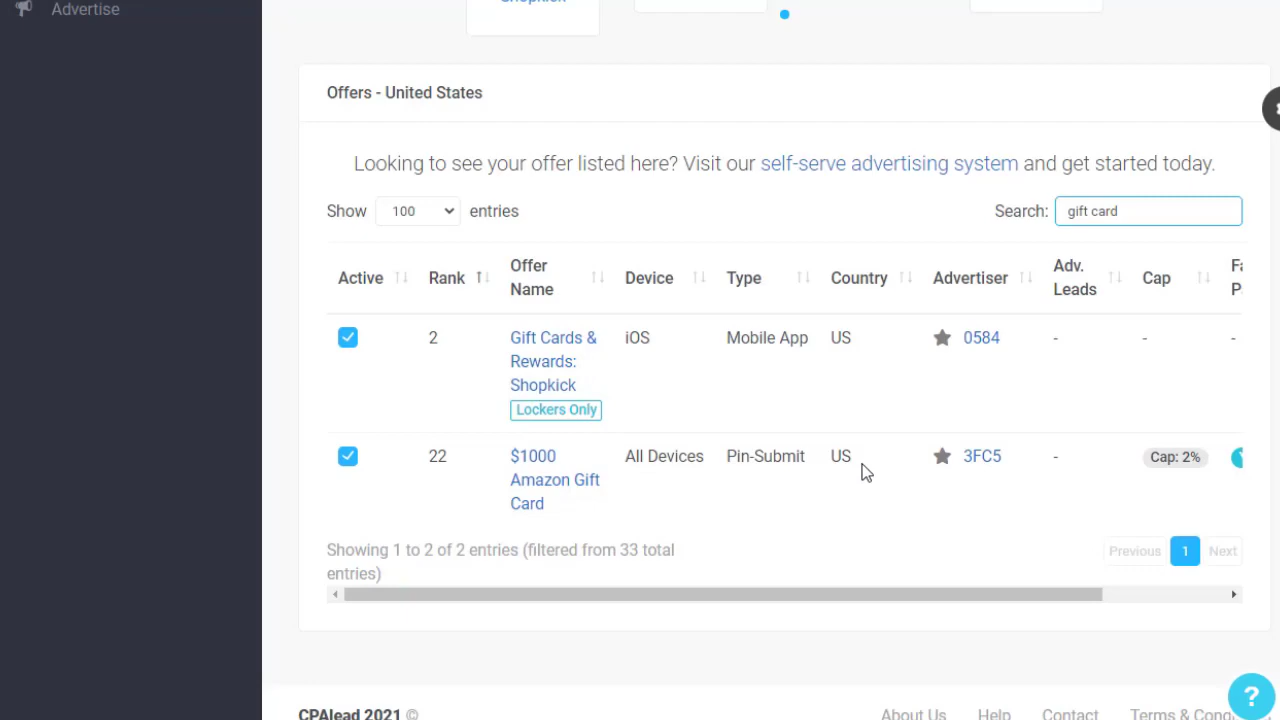 Advertise
Shopkick
Offers - United States
Looking to see your offer listed here? Visit our self-serve advertising system and get started today.
Show 100 entries
Search: gift card
Active Rank Offer Name Device Type Country Advertiser Adv. Leads Cap
2 Gift Cards & Rewards: Shopkick iOS Mobile App US 0584 - - -
Lockers Only
22 $1000 Amazon Gift Card All Devices Pin-Submit US 3FC5 - Cap: 2%
Showing 1 to 2 of 2 entries (filtered from 33 total
entries)
Previous 1 Next
CPAlead 2021 ©
About Us Help Contact Terms &
?